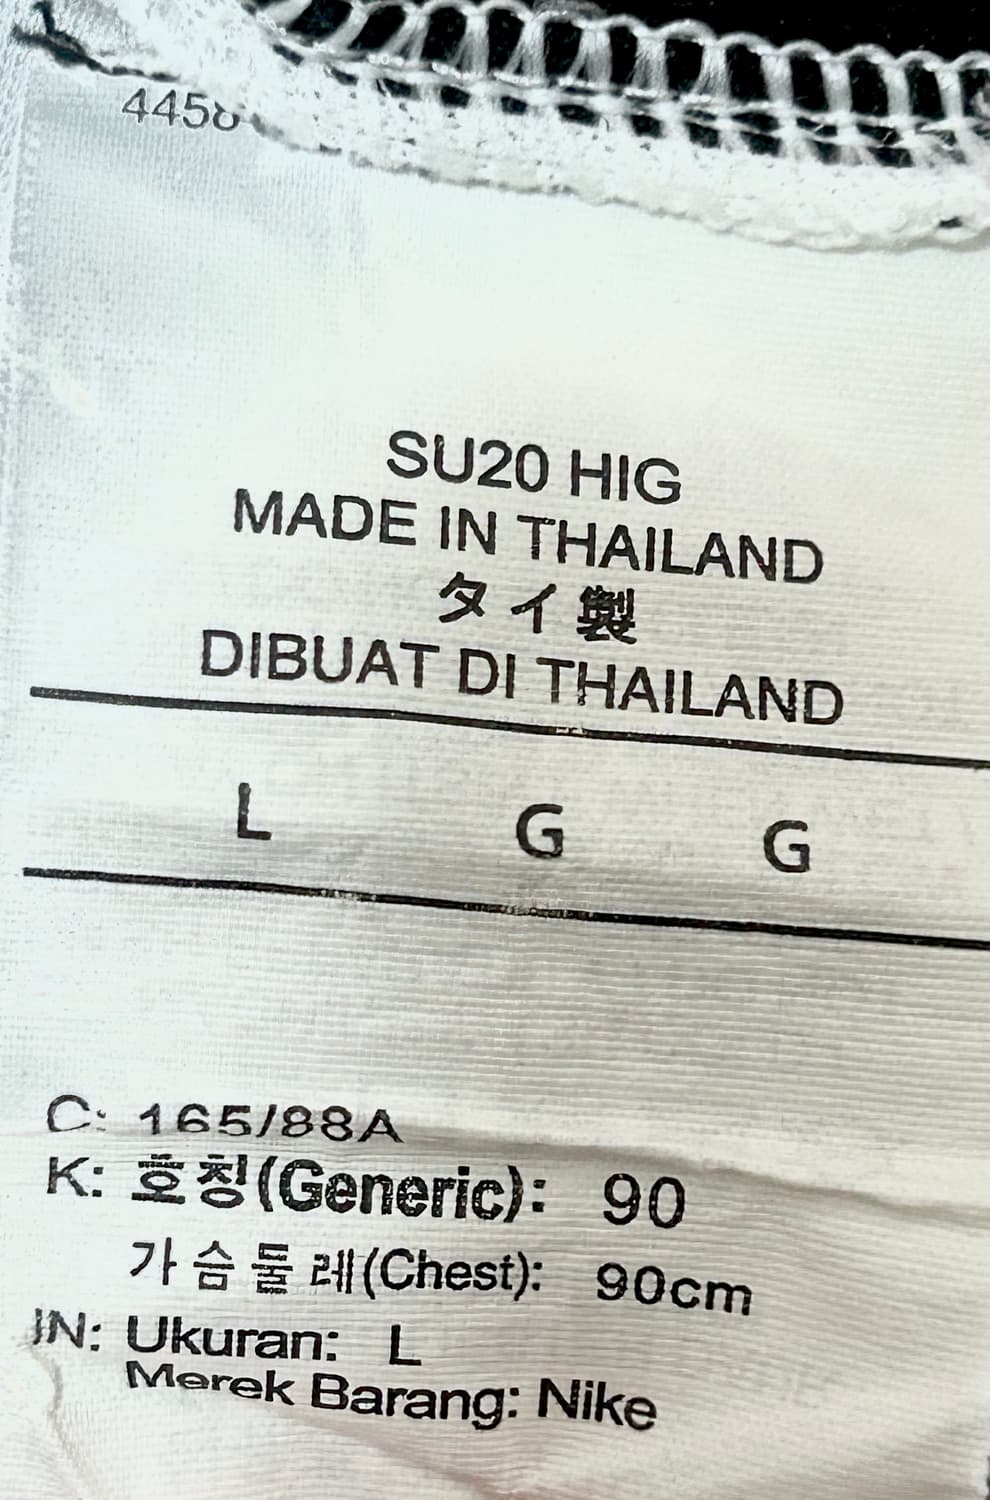 SU20 HIG
MADE IN THAILAND
タイ製
DIBUAT DI THAILAND
L G G
C: 165/88A
K: 호칭(Generic): 90
가슴둘레(Chest): 90cm
IN: Ukuran: L
Merek Barang: Nike